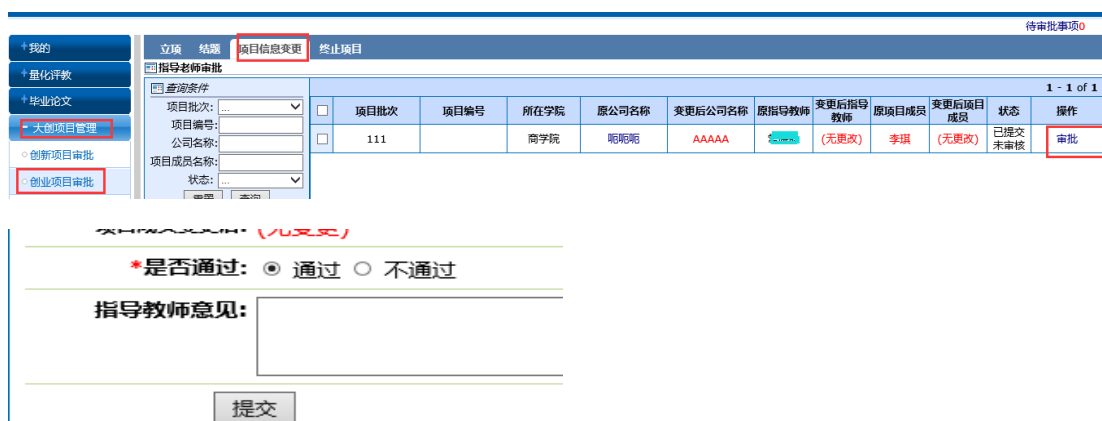 待审批事项0
+我的
+量化评教
+毕业论文
- 大创项目管理
创新项目审批
创业项目审批
立项 结题 项目信息变更 终止项目
指导老师审批
查询条件
项目批次: ...
项目编号:
公司名称:
项目成员名称:
状态: ...
重置 查询
1 - 1 of 1
项目批次 项目编号 所在学院 原公司名称 变更后公司名称 原指导教师 变更后指导教师 原项目成员 变更后项目成员 状态 操作
111 商学院 呃呃呃 AAAAA (无更改) 李琪 (无更改) 已提交未审核 审批
项目成员变更后: (无变更)
*是否通过: 通过 不通过
指导教师意见:
提交